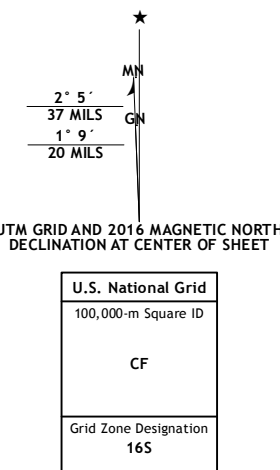 ★
MN
2° 5´
37 MILS
GN
1° 9´
20 MILS
UTM GRID AND 2016 MAGNETIC NORTH
DECLINATION AT CENTER OF SHEET
U.S. National Grid
100,000-m Square ID
CF
Grid Zone Designation
16S